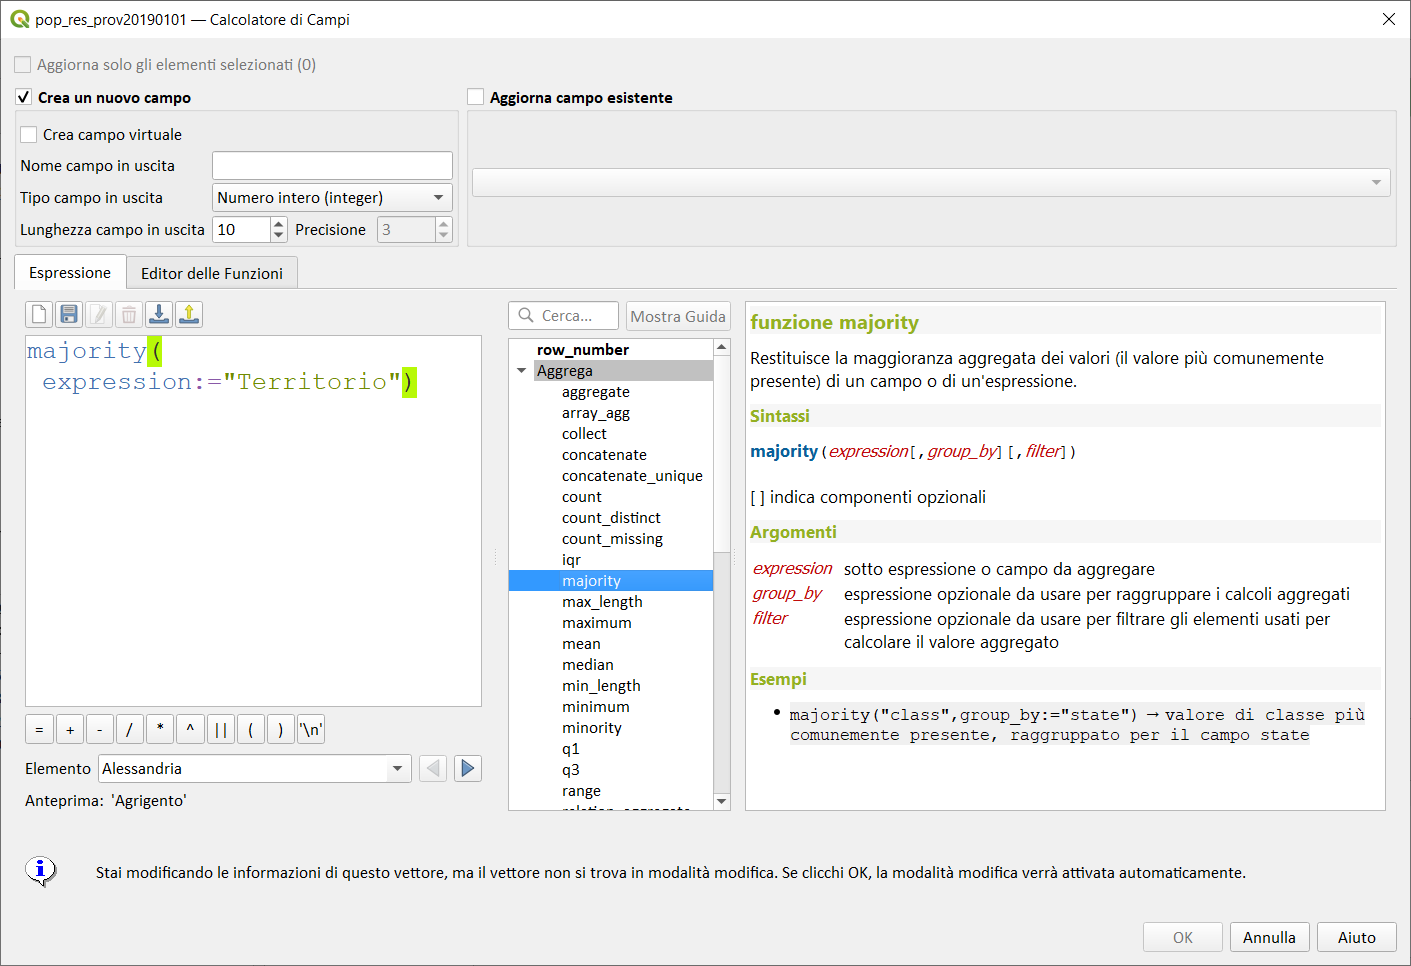 pop_res_prov20190101 — Calcolatore di Campi
Aggiorna solo gli elementi selezionati (0)
Crea un nuovo campo
Aggiorna campo esistente
Crea campo virtuale
Nome campo in uscita
Tipo campo in uscita
Numero intero (integer)
Lunghezza campo in uscita
10
Precisione
3
Espressione
Editor delle Funzioni
majority(
expression:="Territorio")
= + - / * ^ || ( ) '\n'
Elemento
Alessandria
Anteprima: 'Agrigento'
Cerca...
Mostra Guida
row_number
Aggrega
aggregate
array_agg
collect
concatenate
concatenate_unique
count
count_distinct
count_missing
iqr
majority
max_length
maximum
mean
median
min_length
minimum
minority
q1
q3
range
relation_aggregate
funzione majority
Restituisce la maggioranza aggregata dei valori (il valore più comunemente
presente) di un campo o di un'espressione.
Sintassi
majority(expression[,group_by][,filter])
[ ] indica componenti opzionali
Argomenti
expression sotto espressione o campo da aggregare
group_by espressione opzionale da usare per raggruppare i calcoli aggregati
filter espressione opzionale da usare per filtrare gli elementi usati per
calcolare il valore aggregato
Esempi
• majority("class",group_by:="state") → valore di classe più
comunemente presente, raggruppato per il campo state
Stai modificando le informazioni di questo vettore, ma il vettore non si trova in modalità modifica. Se clicchi OK, la modalità modifica verrà attivata automaticamente.
OK
Annulla
Aiuto